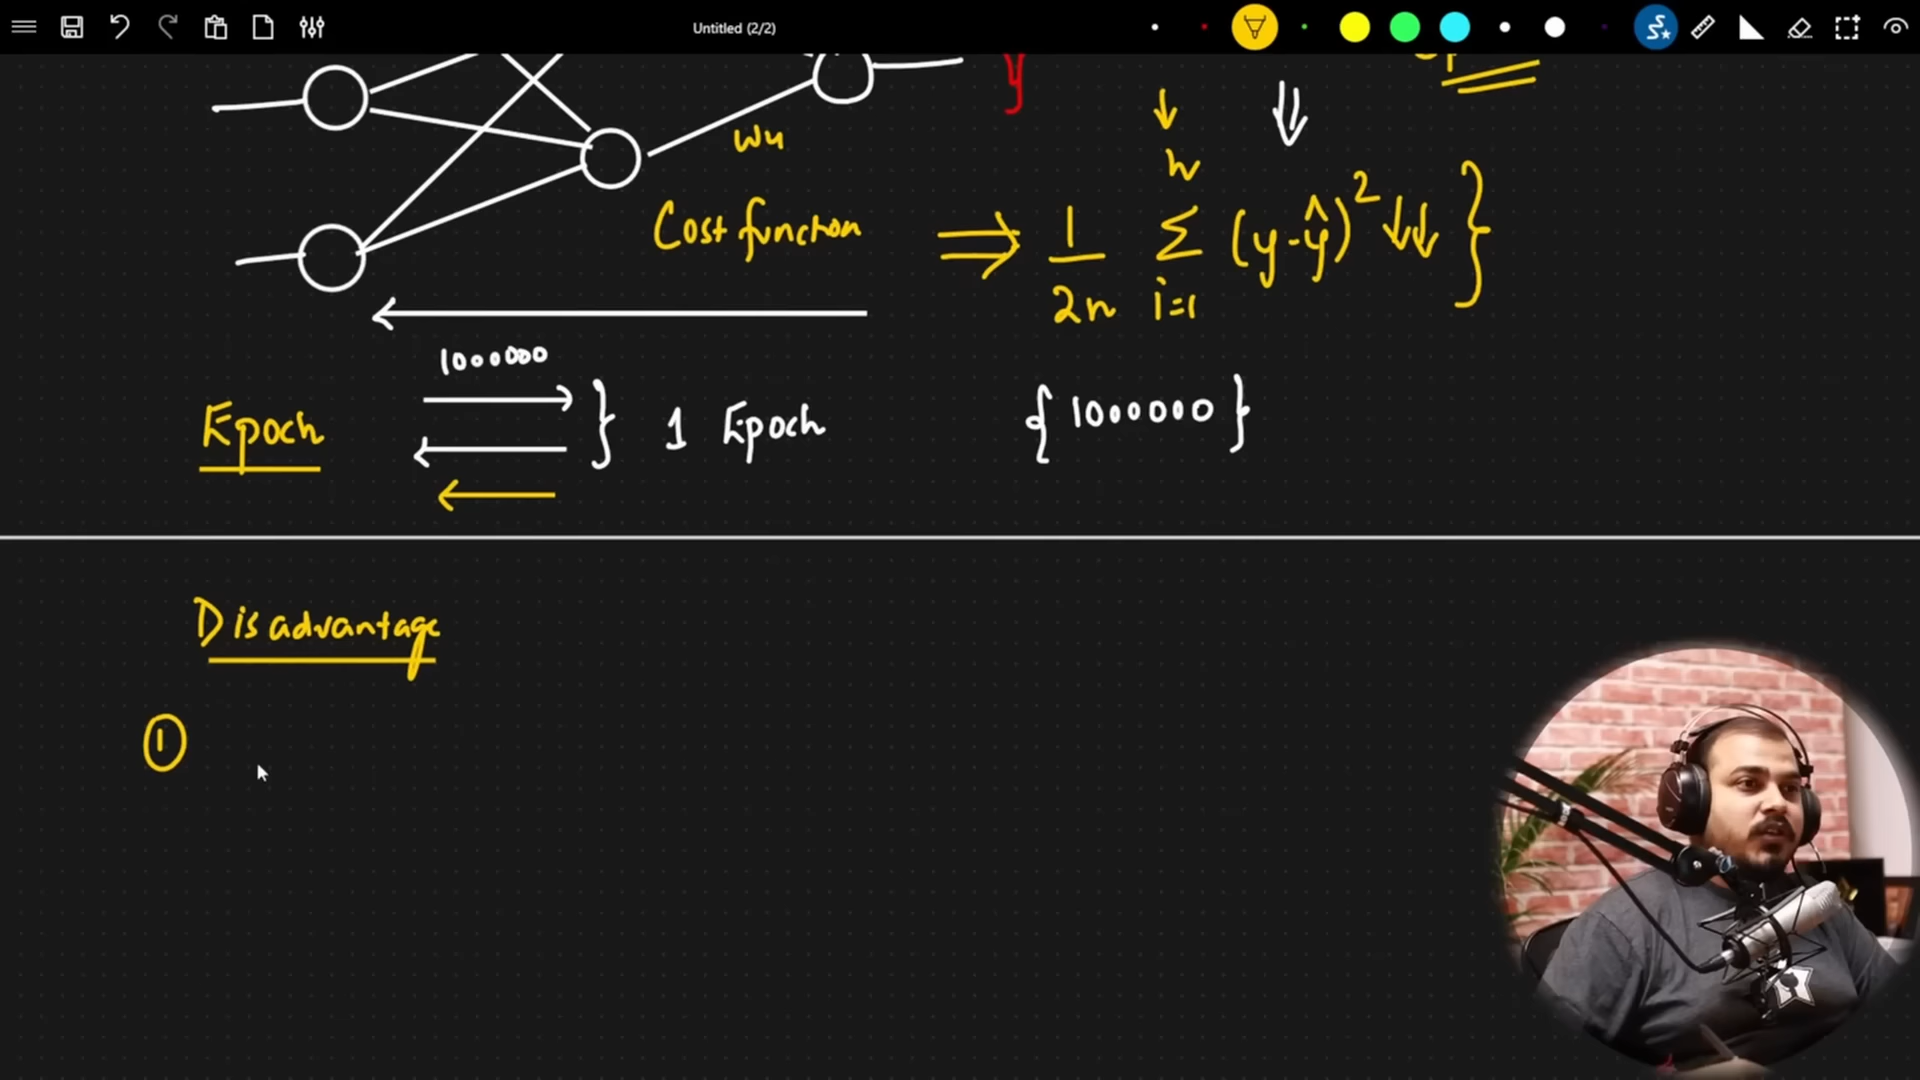 Untitled (2/2)
y
w4
n
Cost function ⇒ 1/2n Σ i=1 (y-ŷ)² ↓↓ }
1000000
Epoch } 1 Epoch { 1000000 }
Disadvantage
①